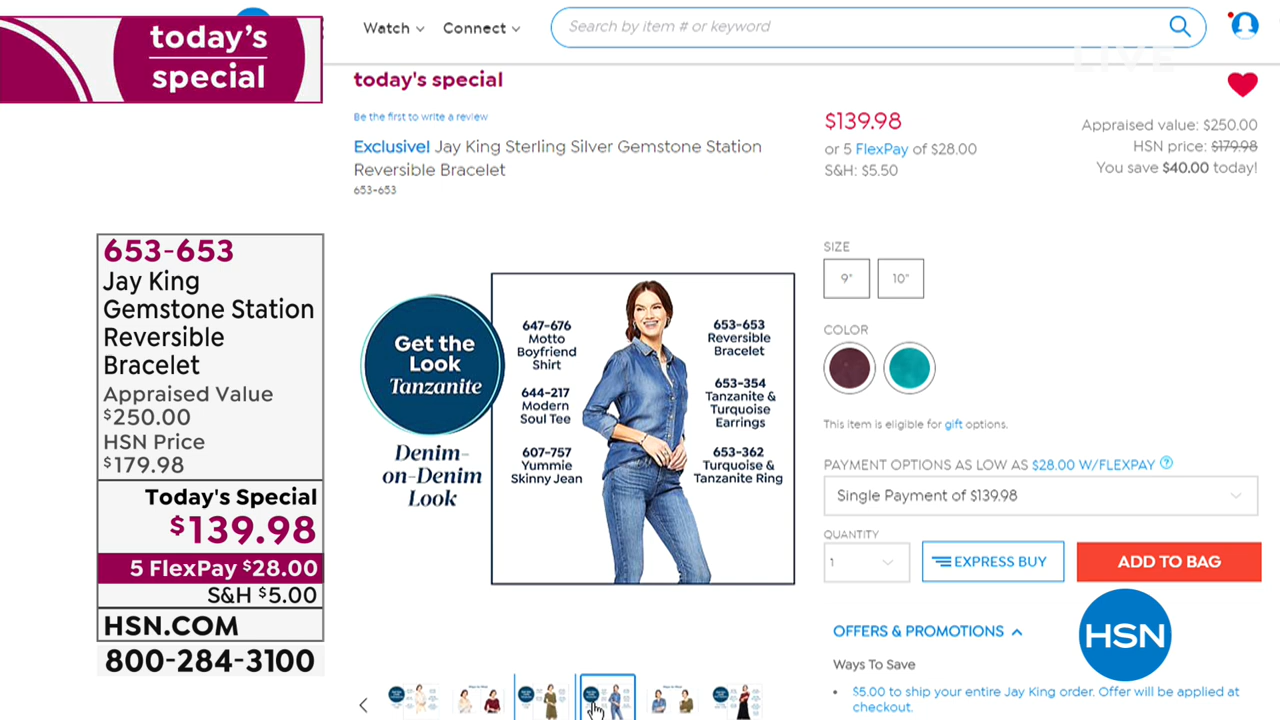 today's
special
653-653
Jay King
Gemstone Station
Reversible
Bracelet
Appraised Value
$250.00
HSN Price
$179.98
Today's Special
$139.98
5 FlexPay $28.00
S&H $5.00
HSN.COM
800-284-3100
Watch
Connect
Search by item # or keyword
LIVE
today's special
Be the first to write a review
Exclusive! Jay King Sterling Silver Gemstone Station
Reversible Bracelet
653-653
$139.98
or 5 FlexPay of $28.00
S&H: $5.50
Appraised value: $250.00
HSN price: $179.98
You save $40.00 today!
Get the
Look
Tanzanite
Denim-
on-Denim
Look
647-676
Motto
Boyfriend
Shirt
644-217
Modern
Soul Tee
607-757
Yummie
Skinny Jean
653-653
Reversible
Bracelet
653-354
Tanzanite &
Turquoise
Earrings
653-362
Turquoise &
Tanzanite Ring
SIZE
9"
10"
COLOR
This item is eligible for gift options.
PAYMENT OPTIONS AS LOW AS $28.00 W/FLEXPAY ?
Single Payment of $139.98
QUANTITY
1
EXPRESS BUY
ADD TO BAG
OFFERS & PROMOTIONS
HSN
Ways To Save
• $5.00 to ship your entire Jay King order. Offer will be applied at
checkout.